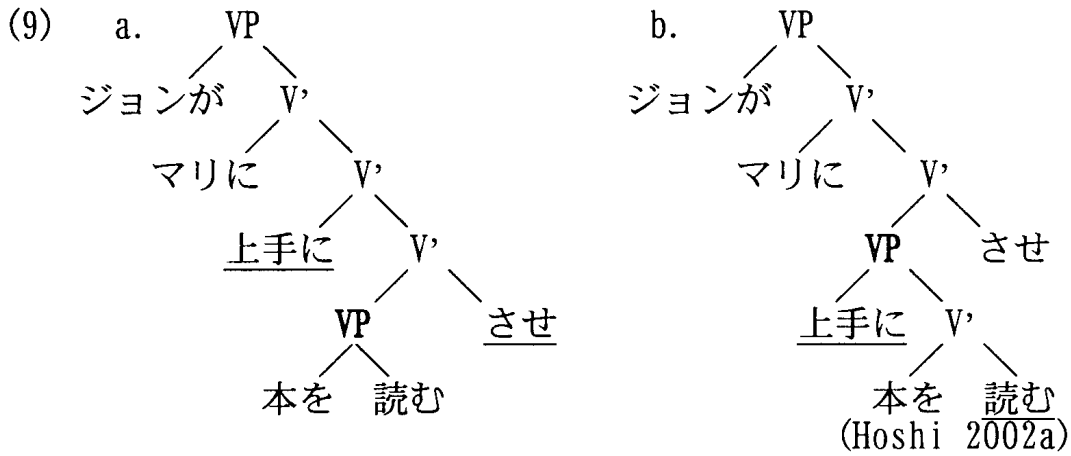 (9) a. VP b. VP
ジョンが V' ジョンが V'
マリに V' マリに V'
上手に V' VP させ
VP させ 上手に V'
本を 読む 本を 読む
(Hoshi 2002a)